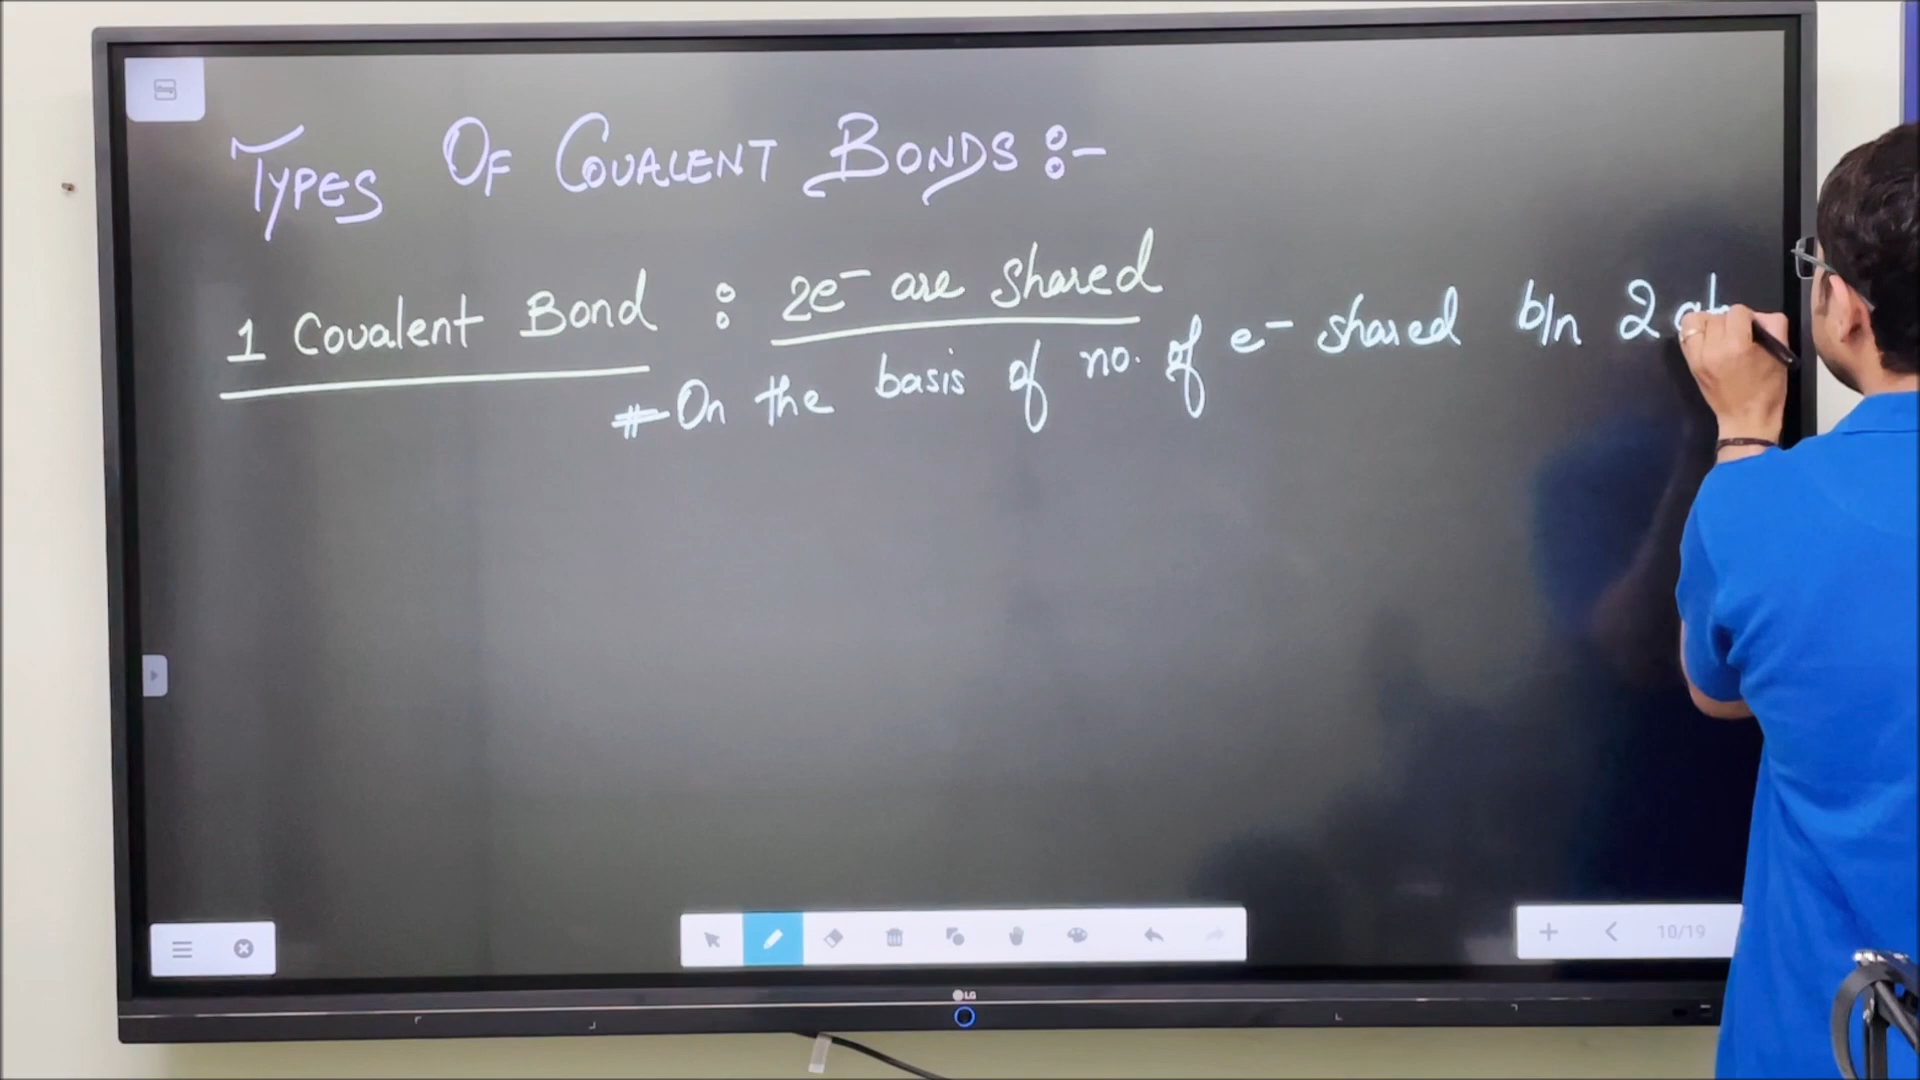 TYPES OF COVALENT BONDS :-
1 Covalent Bond : 2e⁻ are shared
# On the basis of no. of e⁻ shared b/n 2
10/19
LG